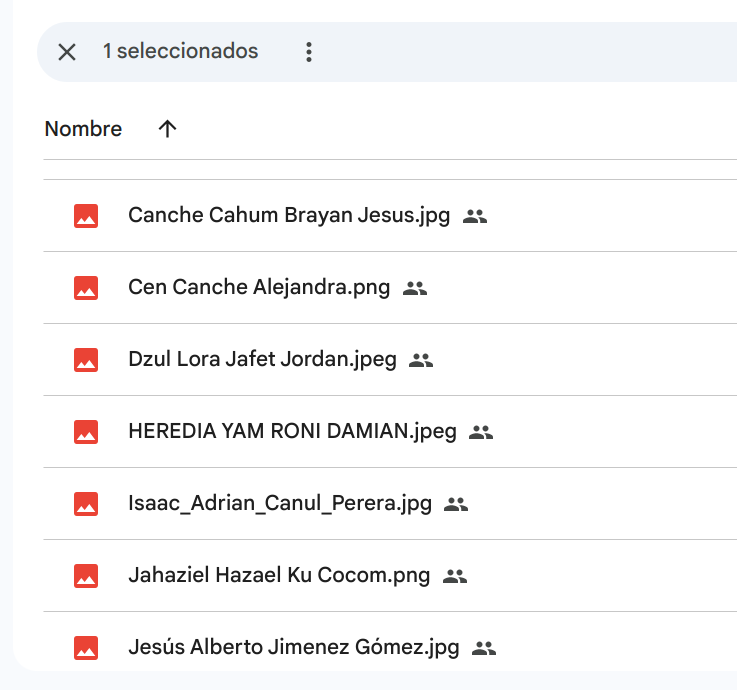 1 seleccionados
Nombre
Canche Cahum Brayan Jesus.jpg
Cen Canche Alejandra.png
Dzul Lora Jafet Jordan.jpeg
HEREDIA YAM RONI DAMIAN.jpeg
Isaac_Adrian_Canul_Perera.jpg
Jahaziel Hazael Ku Cocom.png
Jesús Alberto Jimenez Gómez.jpg